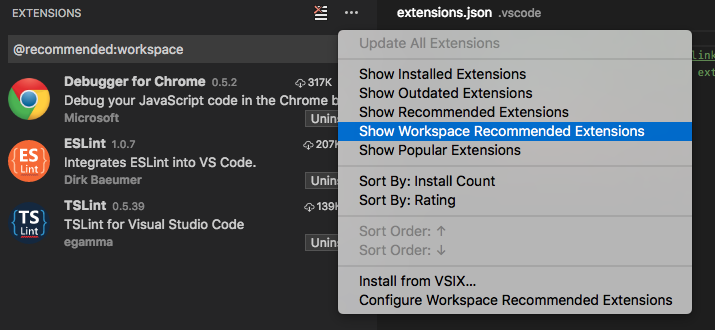 EXTENSIONS
extensions.json .vscode
@recommended:workspace
Debugger for Chrome 0.5.2 317K
Debug your JavaScript code in the Chrome b
Microsoft Unins
ES
Lint
ESLint 1.0.7 207K
Integrates ESLint into VS Code.
Dirk Baeumer Unins
TS
Lint
TSLint 0.5.39 139K
TSLint for Visual Studio Code
egamma Unins
Update All Extensions
Show Installed Extensions
Show Outdated Extensions
Show Recommended Extensions
Show Workspace Recommended Extensions
Show Popular Extensions
Sort By: Install Count
Sort By: Rating
Sort Order: ↑
Sort Order: ↓
Install from VSIX...
Configure Workspace Recommended Extensions
link
ext